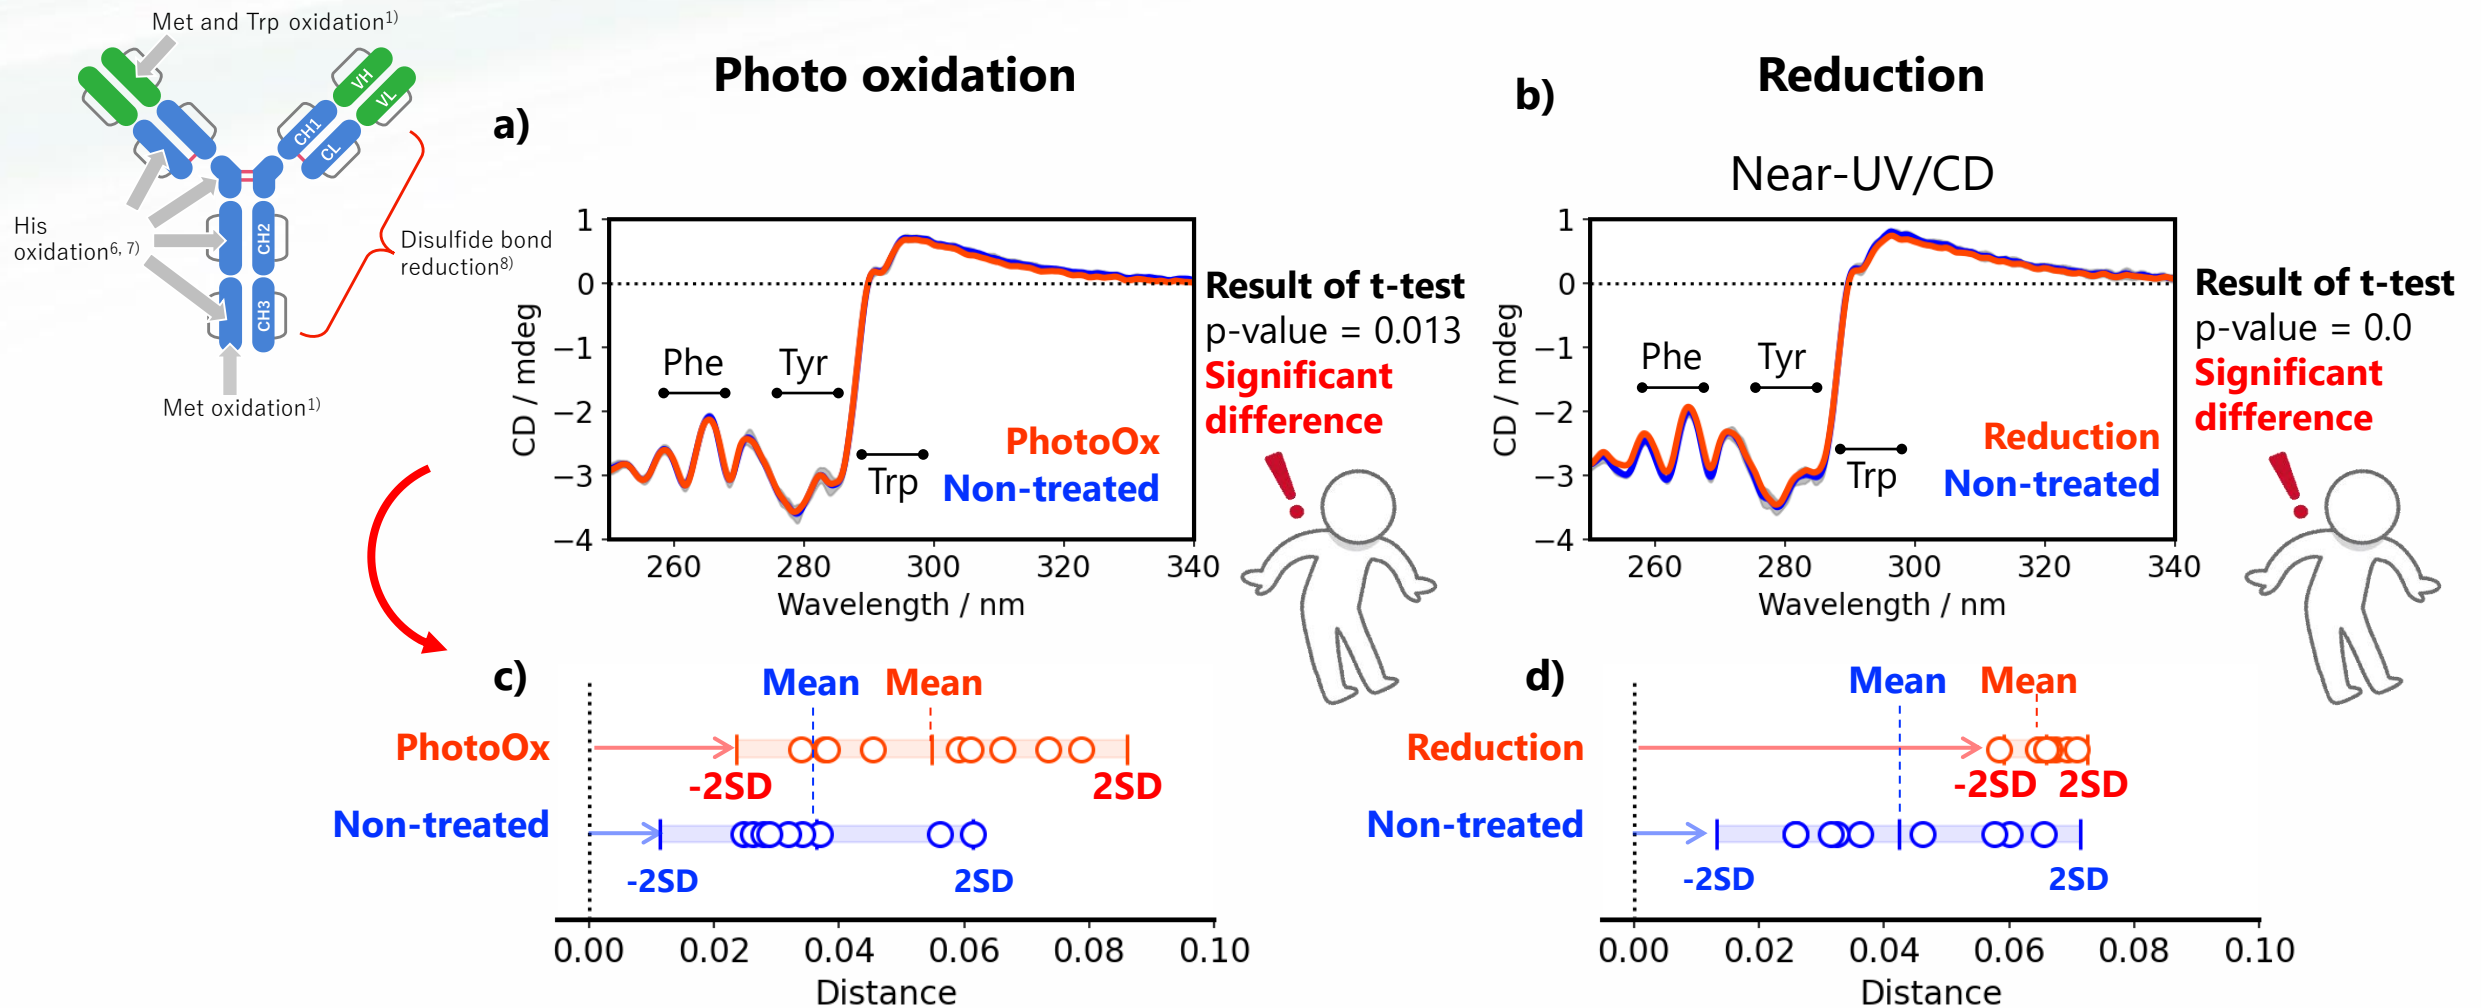 Met and Trp oxidation1)
VH
VL
CH1
CL
CH2
CH3
His
oxidation6, 7)
Disulfide bond
reduction8)
Met oxidation1)
Photo oxidation
a)
1
0
−1
−2
−3
−4
CD / mdeg
Phe
Tyr
Trp
PhotoOx
Non-treated
260 280 300 320 340
Wavelength / nm
Result of t-test
p-value = 0.013
Significant
difference
b)
Reduction
Near-UV/CD
1
0
−1
−2
−3
−4
CD / mdeg
Phe
Tyr
Trp
Reduction
Non-treated
260 280 300 320 340
Wavelength / nm
Result of t-test
p-value = 0.0
Significant
difference
c)
Mean Mean
PhotoOx
-2SD 2SD
Non-treated
-2SD 2SD
0.00 0.02 0.04 0.06 0.08 0.10
Distance
d)
Mean Mean
Reduction
-2SD 2SD
Non-treated
-2SD 2SD
0.00 0.02 0.04 0.06 0.08 0.10
Distance